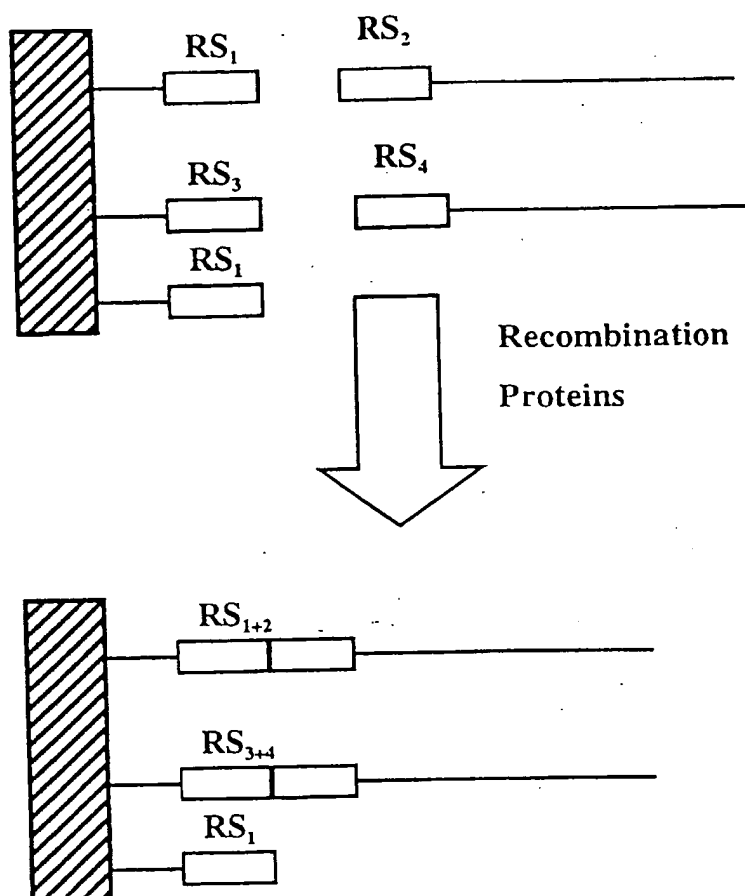 RS₁
RS₂
RS₃
RS₄
RS₁
Recombination
Proteins
RS₁₊₂
RS₃₊₄
RS₁